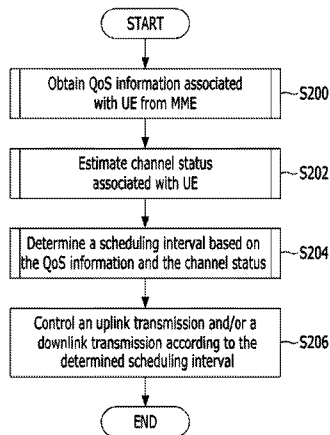 START
Obtain QoS information associated
with UE from MME
S200
Estimate channel status
associated with UE
S202
Determine a scheduling interval based on
the QoS information and the channel status
S204
Control an uplink transmission and/or a
downlink transmission according to the
determined scheduling interval
S206
END